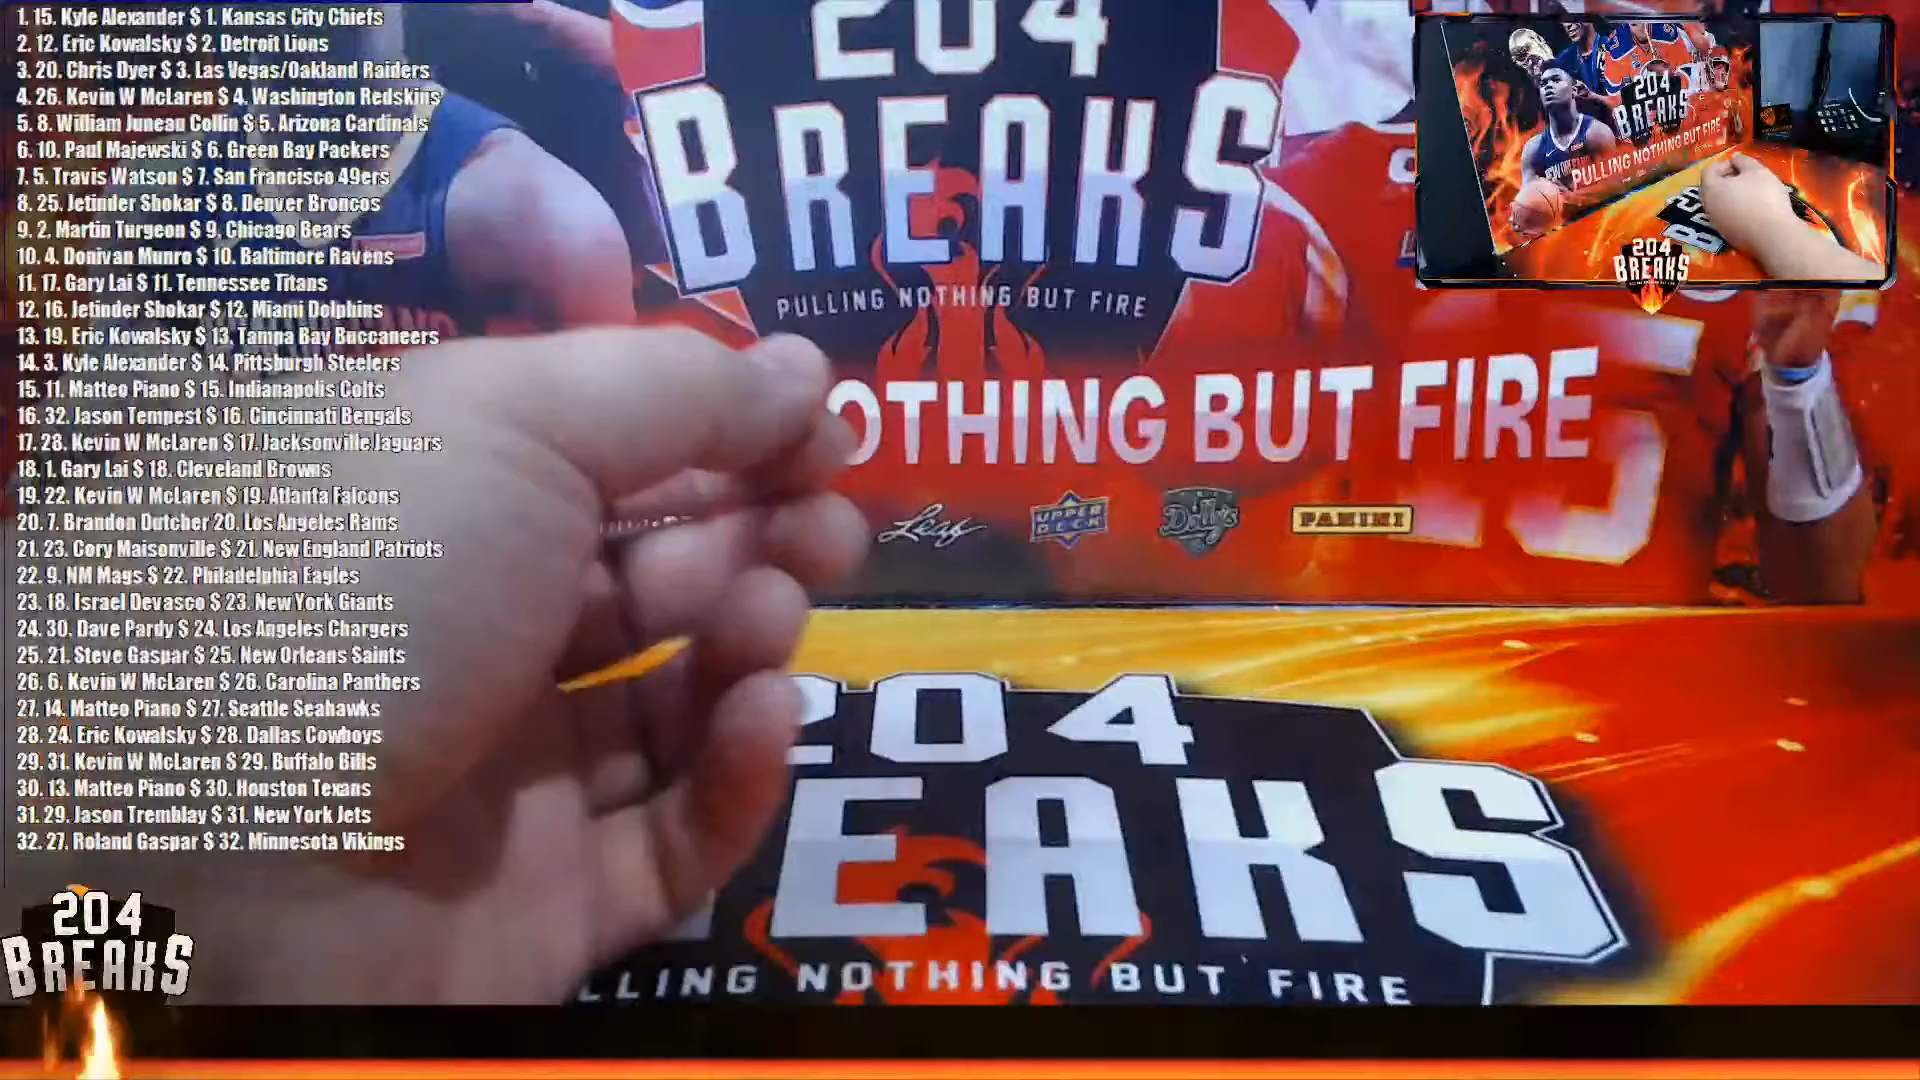 1. 15. Kyle Alexander $ 1. Kansas City Chiefs
2. 12. Eric Kowalsky $ 2. Detroit Lions
3. 20. Chris Dyer $ 3. Las Vegas/Oakland Raiders
4. 26. Kevin W McLaren $ 4. Washington Redskins
5. 8. William Juneau Collin $ 5. Arizona Cardinals
6. 10. Paul Majewski $ 6. Green Bay Packers
7. 5. Travis Watson $ 7. San Francisco 49ers
8. 25. Jetinder Shokar $ 8. Denver Broncos
9. 2. Martin Turgeon $ 9. Chicago Bears
10. 4. Donivan Munro $ 10. Baltimore Ravens
11. 17. Gary Lai $ 11. Tennessee Titans
12. 16. Jetinder Shokar $ 12. Miami Dolphins
13. 19. Eric Kowalsky $ 13. Tampa Bay Buccaneers
14. 3. Kyle Alexander $ 14. Pittsburgh Steelers
15. 11. Matteo Piano $ 15. Indianapolis Colts
16. 32. Jason Tempest $ 16. Cincinnati Bengals
17. 28. Kevin W McLaren $ 17. Jacksonville Jaguars
18. 1. Gary Lai $ 18. Cleveland Browns
19. 22. Kevin W McLaren $ 19. Atlanta Falcons
20. 7. Brandon Dutcher 20. Los Angeles Rams
21. 23. Cory Maisonville $ 21. New England Patriots
22. 9. NM Mags $ 22. Philadelphia Eagles
23. 18. Israel Devasco $ 23. New York Giants
24. 30. Dave Pardy $ 24. Los Angeles Chargers
25. 21. Steve Gaspar $ 25. New Orleans Saints
26. 6. Kevin W McLaren $ 26. Carolina Panthers
27. 14. Matteo Piano $ 27. Seattle Seahawks
28. 24. Eric Kowalsky $ 28. Dallas Cowboys
29. 31. Kevin W McLaren $ 29. Buffalo Bills
30. 13. Matteo Piano $ 30. Houston Texans
31. 29. Jason Tremblay $ 31. New York Jets
32. 27. Roland Gaspar $ 32. Minnesota Vikings
204
BREAKS
204
BREAKS
PULLING NOTHING BUT FIRE
OTHING BUT FIRE
Leaf
UPPER DECK
Dolly's
PANINI
204
EAKS
LLING NOTHING BUT FIRE
204
BREAKS
PULLING NOTHING BUT FIRE
204
BREAKS